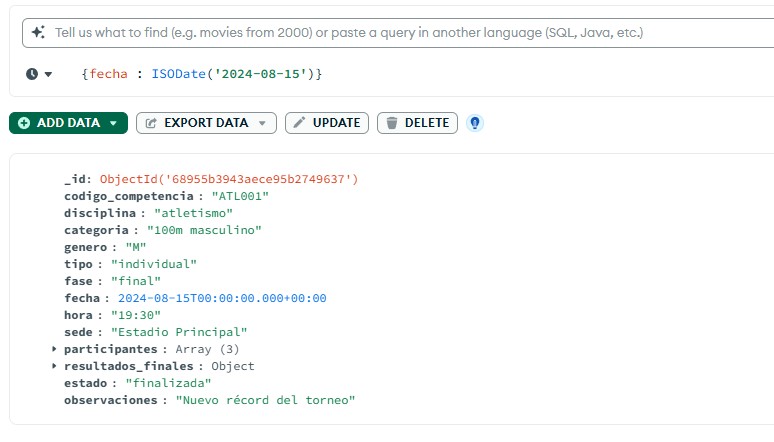 Tell us what to find (e.g. movies from 2000) or paste a query in another language (SQL, Java, etc.)
{fecha : ISODate('2024-08-15')}
ADD DATA EXPORT DATA UPDATE DELETE
_id: ObjectId('68955b3943aece95b2749637')
codigo_competencia : "ATL001"
disciplina : "atletismo"
categoria : "100m masculino"
genero : "M"
tipo : "individual"
fase : "final"
fecha : 2024-08-15T00:00:00.000+00:00
hora : "19:30"
sede : "Estadio Principal"
participantes : Array (3)
resultados_finales : Object
estado : "finalizada"
observaciones : "Nuevo récord del torneo"